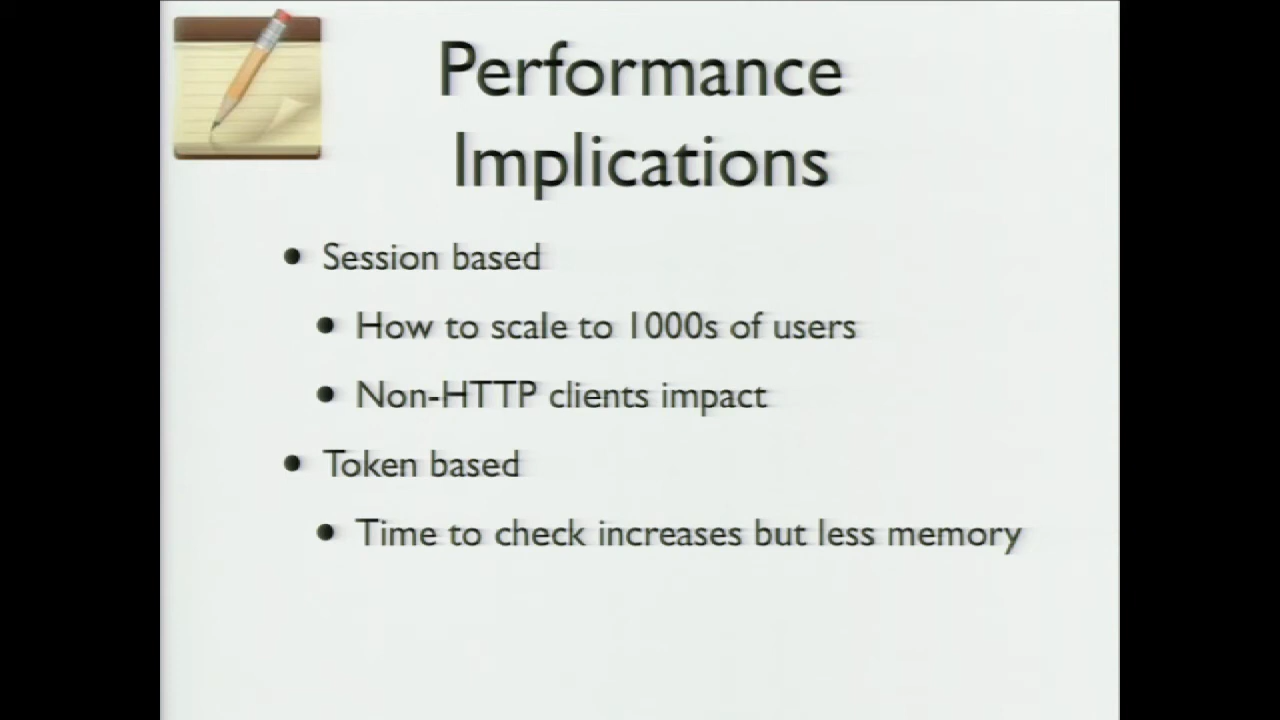 Performance
Implications
• Session based
• How to scale to 1000s of users
• Non-HTTP clients impact
• Token based
• Time to check increases but less memory